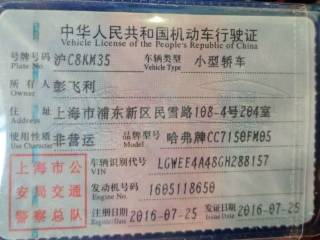 中华人民共和国机动车行驶证
Vehicle License of the People's Republic of China
号牌号码 沪C8KM35 车辆类型 小型轿车
Plate No. Vehicle Type
所有人 彭飞利
Owner
住址 上海市浦东新区民雪路108-4号204室
Address
使用性质 非营运 品牌型号 哈弗牌CC7150FM05
Use Character Model
上海市公安局交通警察总队
车辆识别代号 LGWEE4A48GH288157
VIN
发动机号码 1605118650
Engine No.
注册日期 2016-07-25 发证日期 2016-07-25
Register Date Issue Date